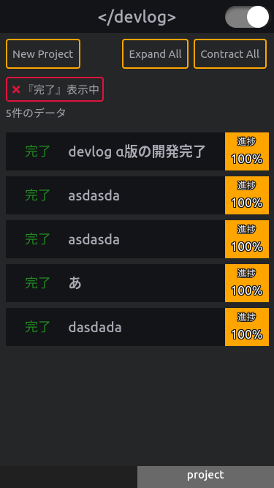 </devlog>
New Project Expand All Contract All
×『完了』表示中
5件のデータ
完了 devlog α版の開発完了 進捗 100%
完了 asdasda 進捗 100%
完了 asdasda 進捗 100%
完了 あ 進捗 100%
完了 dasdada 進捗 100%
project